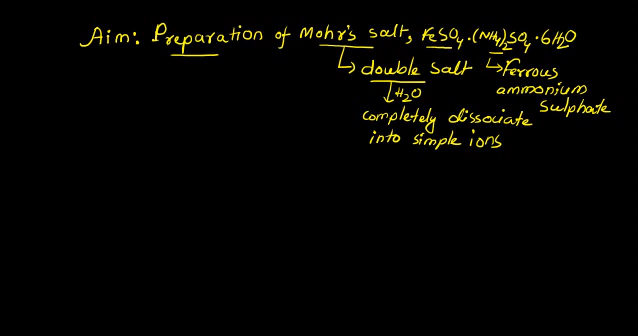 Aim: Preparation of Mohr's salt, FeSO4.(NH4)2SO4.6H2O
↳ double salt ↳ Ferrous
↓H2O ammonium
sulphate
completely dissociate
into simple ions